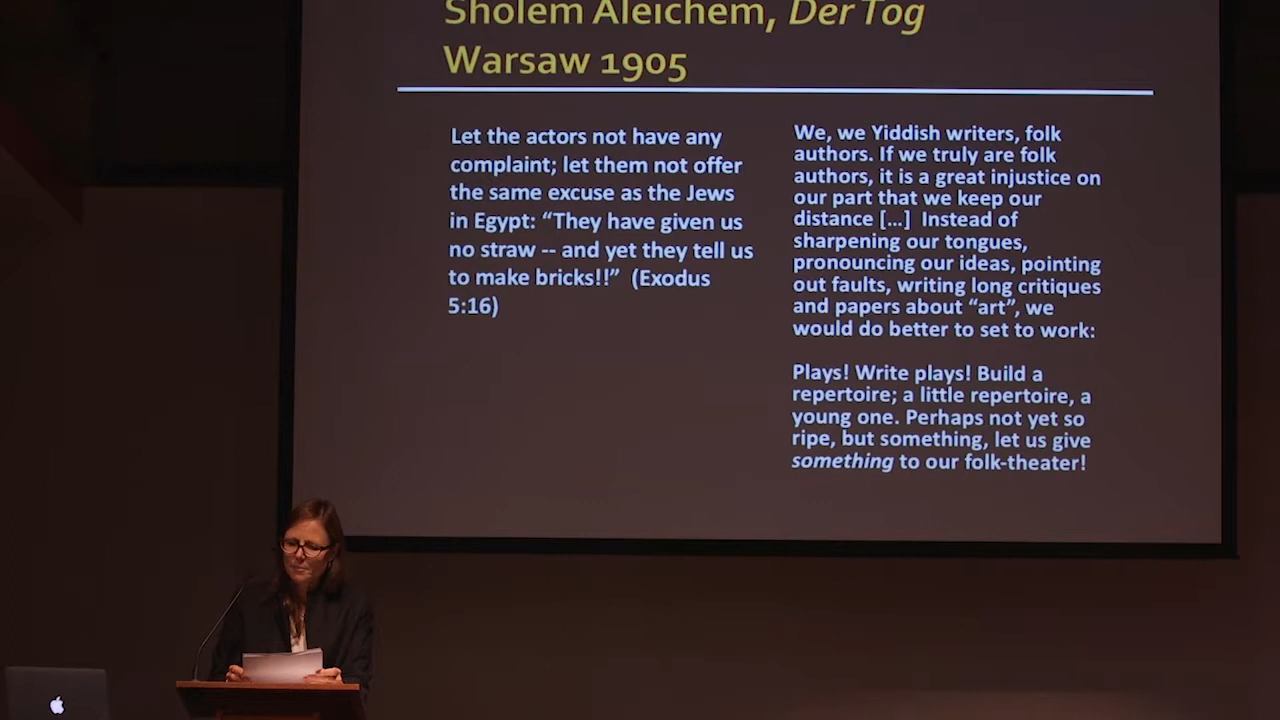 Sholem Aleichem, Der Tog
Warsaw 1905
Let the actors not have any
complaint; let them not offer
the same excuse as the Jews
in Egypt: “They have given us
no straw -- and yet they tell us
to make bricks!!” (Exodus
5:16)
We, we Yiddish writers, folk
authors. If we truly are folk
authors, it is a great injustice on
our part that we keep our
distance […] Instead of
sharpening our tongues,
pronouncing our ideas, pointing
out faults, writing long critiques
and papers about “art”, we
would do better to set to work:
Plays! Write plays! Build a
repertoire; a little repertoire, a
young one. Perhaps not yet so
ripe, but something, let us give
something to our folk-theater!